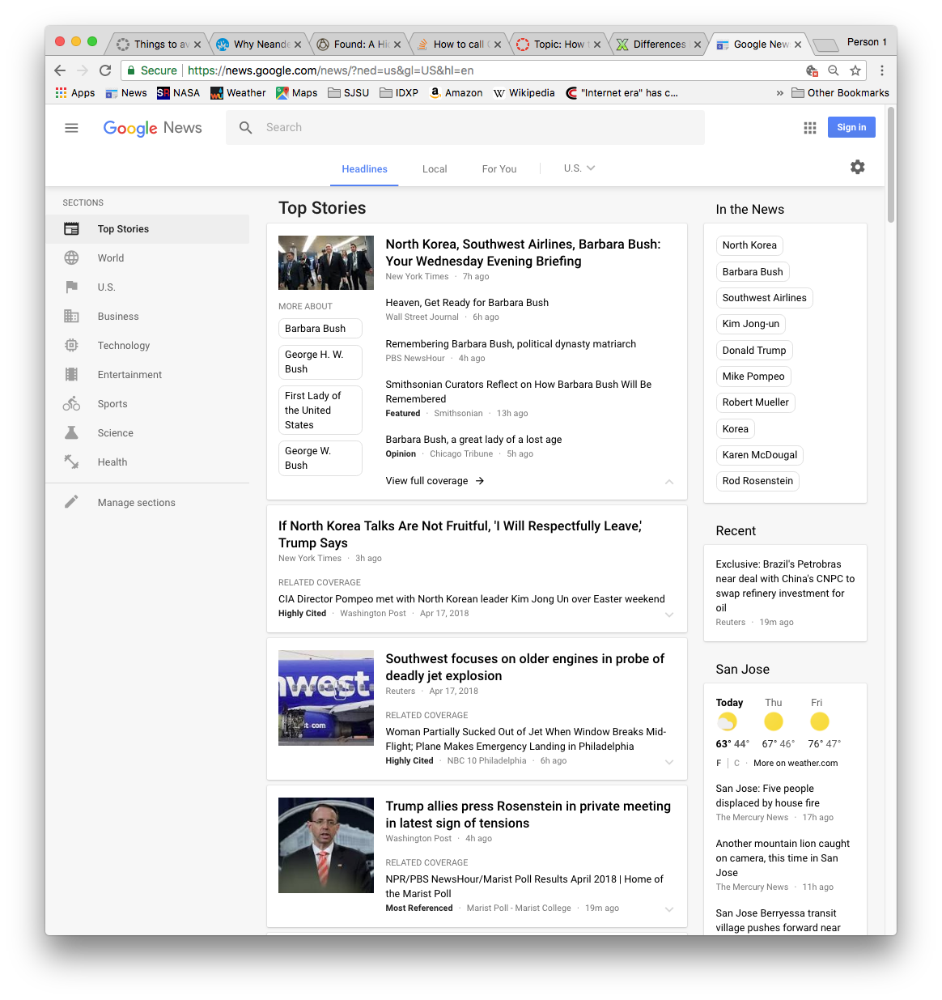 Things to av
Why Neande
Found: A Hi
How to call
Topic: How t
Differences
Google New
Person 1
Secure
https://news.google.com/news/?ned=us&gl=US&hl=en
Apps
News
NASA
Weather
Maps
SJSU
IDXP
Amazon
Wikipedia
"Internet era" has c...
»
Other Bookmarks
Google News
Search
Sign in
Headlines
Local
For You
U.S.
SECTIONS
Top Stories
World
U.S.
Business
Technology
Entertainment
Sports
Science
Health
Manage sections
Top Stories
North Korea, Southwest Airlines, Barbara Bush:
Your Wednesday Evening Briefing
New York Times · 7h ago
MORE ABOUT
Barbara Bush
George H. W.
Bush
First Lady of
the United
States
George W.
Bush
Heaven, Get Ready for Barbara Bush
Wall Street Journal · 6h ago
Remembering Barbara Bush, political dynasty matriarch
PBS NewsHour · 4h ago
Smithsonian Curators Reflect on How Barbara Bush Will Be
Remembered
Featured · Smithsonian · 13h ago
Barbara Bush, a great lady of a lost age
Opinion · Chicago Tribune · 5h ago
View full coverage →
If North Korea Talks Are Not Fruitful, 'I Will Respectfully Leave,'
Trump Says
New York Times · 3h ago
RELATED COVERAGE
CIA Director Pompeo met with North Korean leader Kim Jong Un over Easter weekend
Highly Cited · Washington Post · Apr 17, 2018
nwest
st.com
Southwest focuses on older engines in probe of
deadly jet explosion
Reuters · Apr 17, 2018
RELATED COVERAGE
Woman Partially Sucked Out of Jet When Window Breaks Mid-
Flight; Plane Makes Emergency Landing in Philadelphia
Highly Cited · NBC 10 Philadelphia · 6h ago
Trump allies press Rosenstein in private meeting
in latest sign of tensions
Washington Post · 4h ago
RELATED COVERAGE
NPR/PBS NewsHour/Marist Poll Results April 2018 | Home of
the Marist Poll
Most Referenced · Marist Poll - Marist College · 19m ago
In the News
North Korea
Barbara Bush
Southwest Airlines
Kim Jong-un
Donald Trump
Mike Pompeo
Robert Mueller
Korea
Karen McDougal
Rod Rosenstein
Recent
Exclusive: Brazil's Petrobras
near deal with China's CNPC to
swap refinery investment for
oil
Reuters · 19m ago
San Jose
Today Thu Fri
63° 44° 67° 46° 76° 47°
F | C · More on weather.com
San Jose: Five people
displaced by house fire
The Mercury News · 17h ago
Another mountain lion caught
on camera, this time in San
Jose
The Mercury News · 11h ago
San Jose Berryessa transit
village pushes forward near